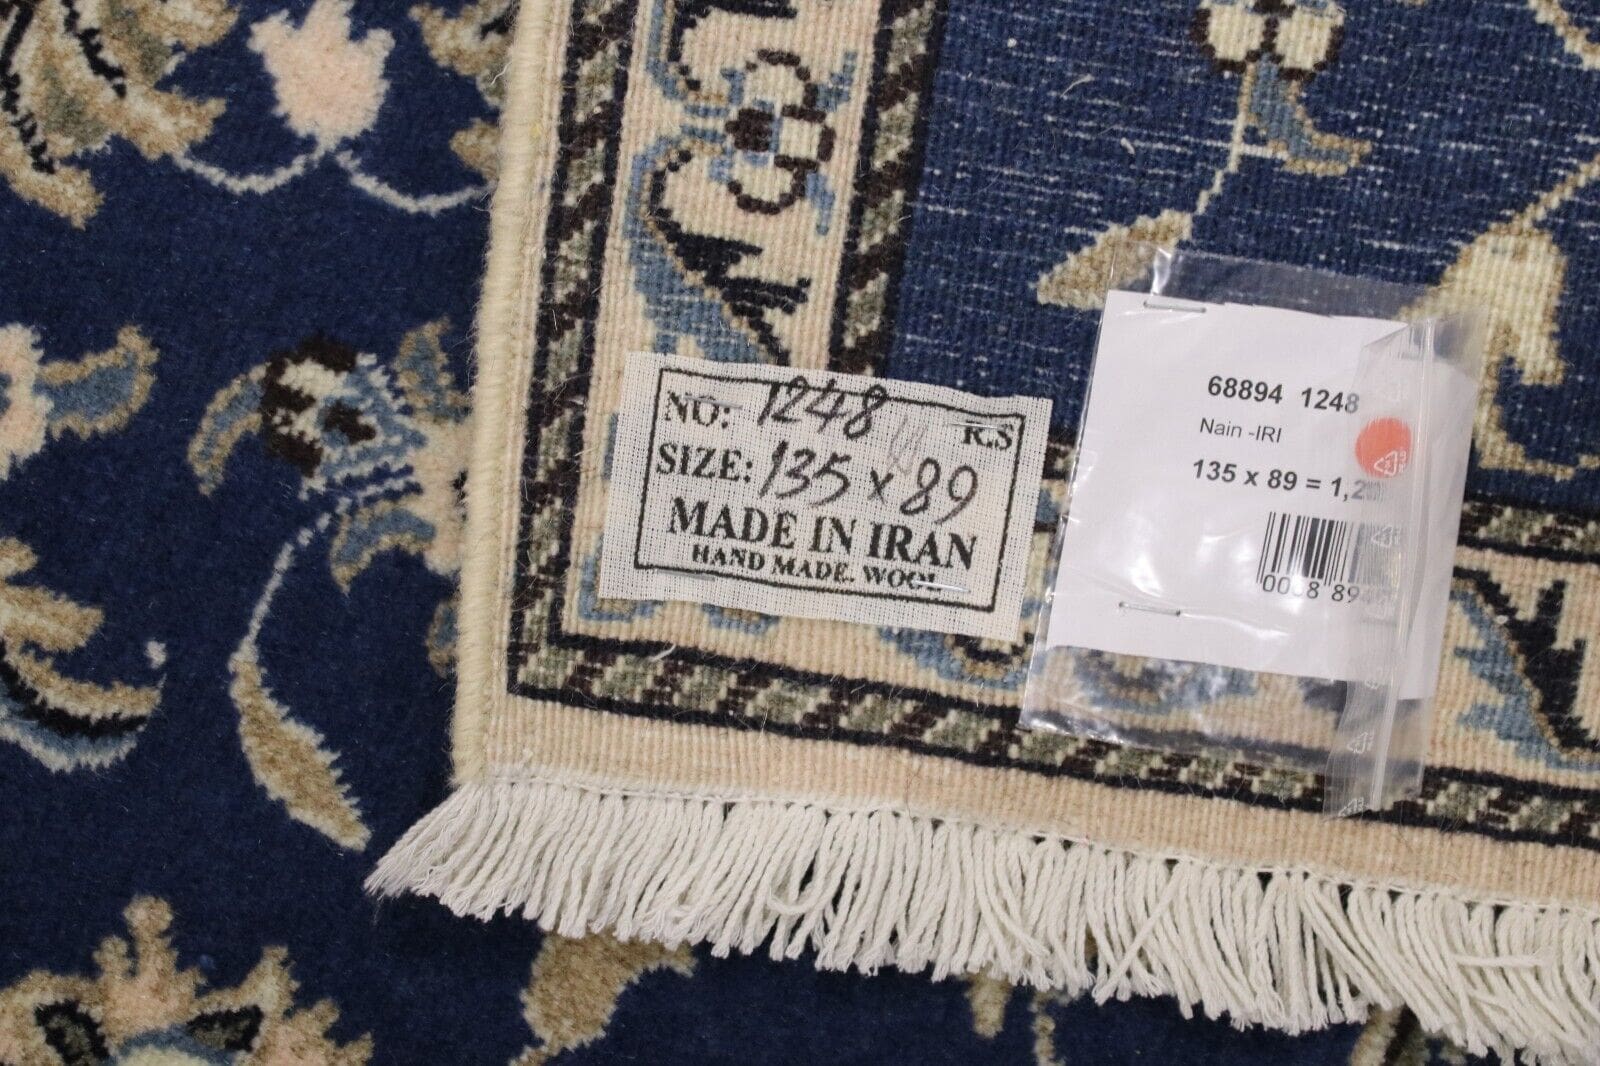 NO: 1248 R.S
SIZE: 135 x 89
MADE IN IRAN
HAND MADE. WOOL
68894 1248
Nain -IRI
135 x 89 = 1,2